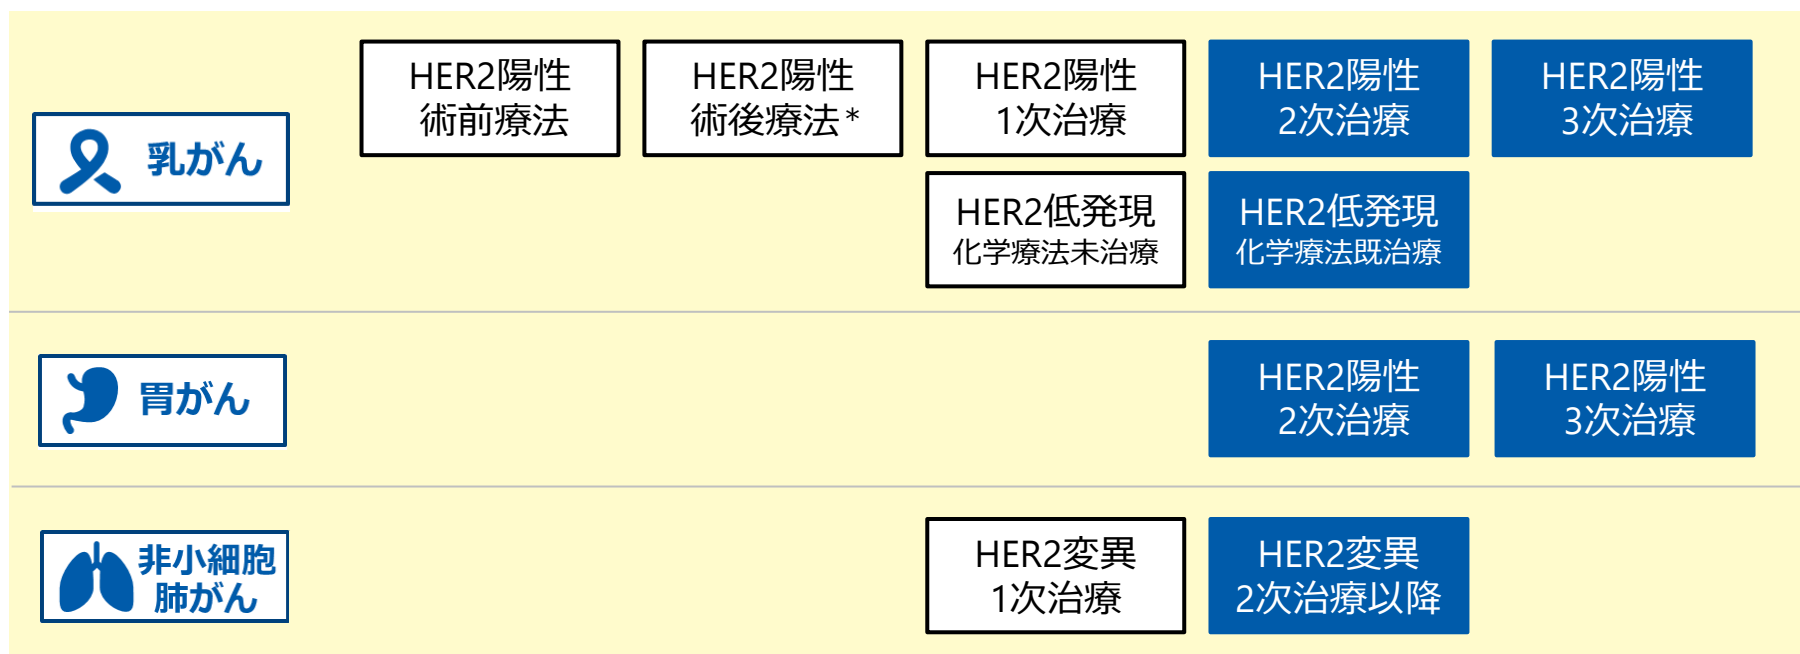 乳がん
HER2陽性
術前療法
HER2陽性
術後療法*
HER2陽性
1次治療
HER2陽性
2次治療
HER2陽性
3次治療
HER2低発現
化学療法未治療
HER2低発現
化学療法既治療
胃がん
HER2陽性
2次治療
HER2陽性
3次治療
非小細胞
肺がん
HER2変異
1次治療
HER2変異
2次治療以降